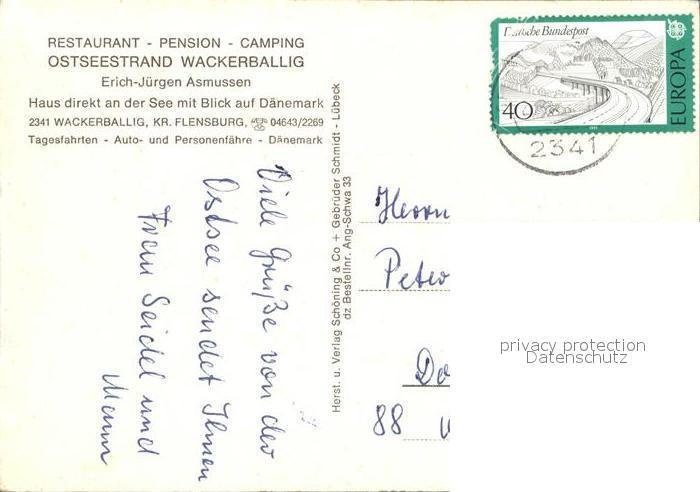 RESTAURANT - PENSION - CAMPING
OSTSEESTRAND WACKERBALLIG
Erich-Jürgen Asmussen
Haus direkt an der See mit Blick auf Dänemark
2341 WACKERBALLIG, KR. FLENSBURG, ☎ 04643/2269
Tagesfahrten - Auto- und Personenfähre - Dänemark
Viele Grüße von der
Ostsee sendet Ihnen
Frau Seidel und
Mann
Herst. u. Verlag Schöning & Co + Gebrüder Schmidt - Lübeck
dz Bestellnr. Ang-Schwa 33
Deutsche Bundespost
40
EUROPA
2341
Herrn
Peter
88
privacy protection
Datenschutz